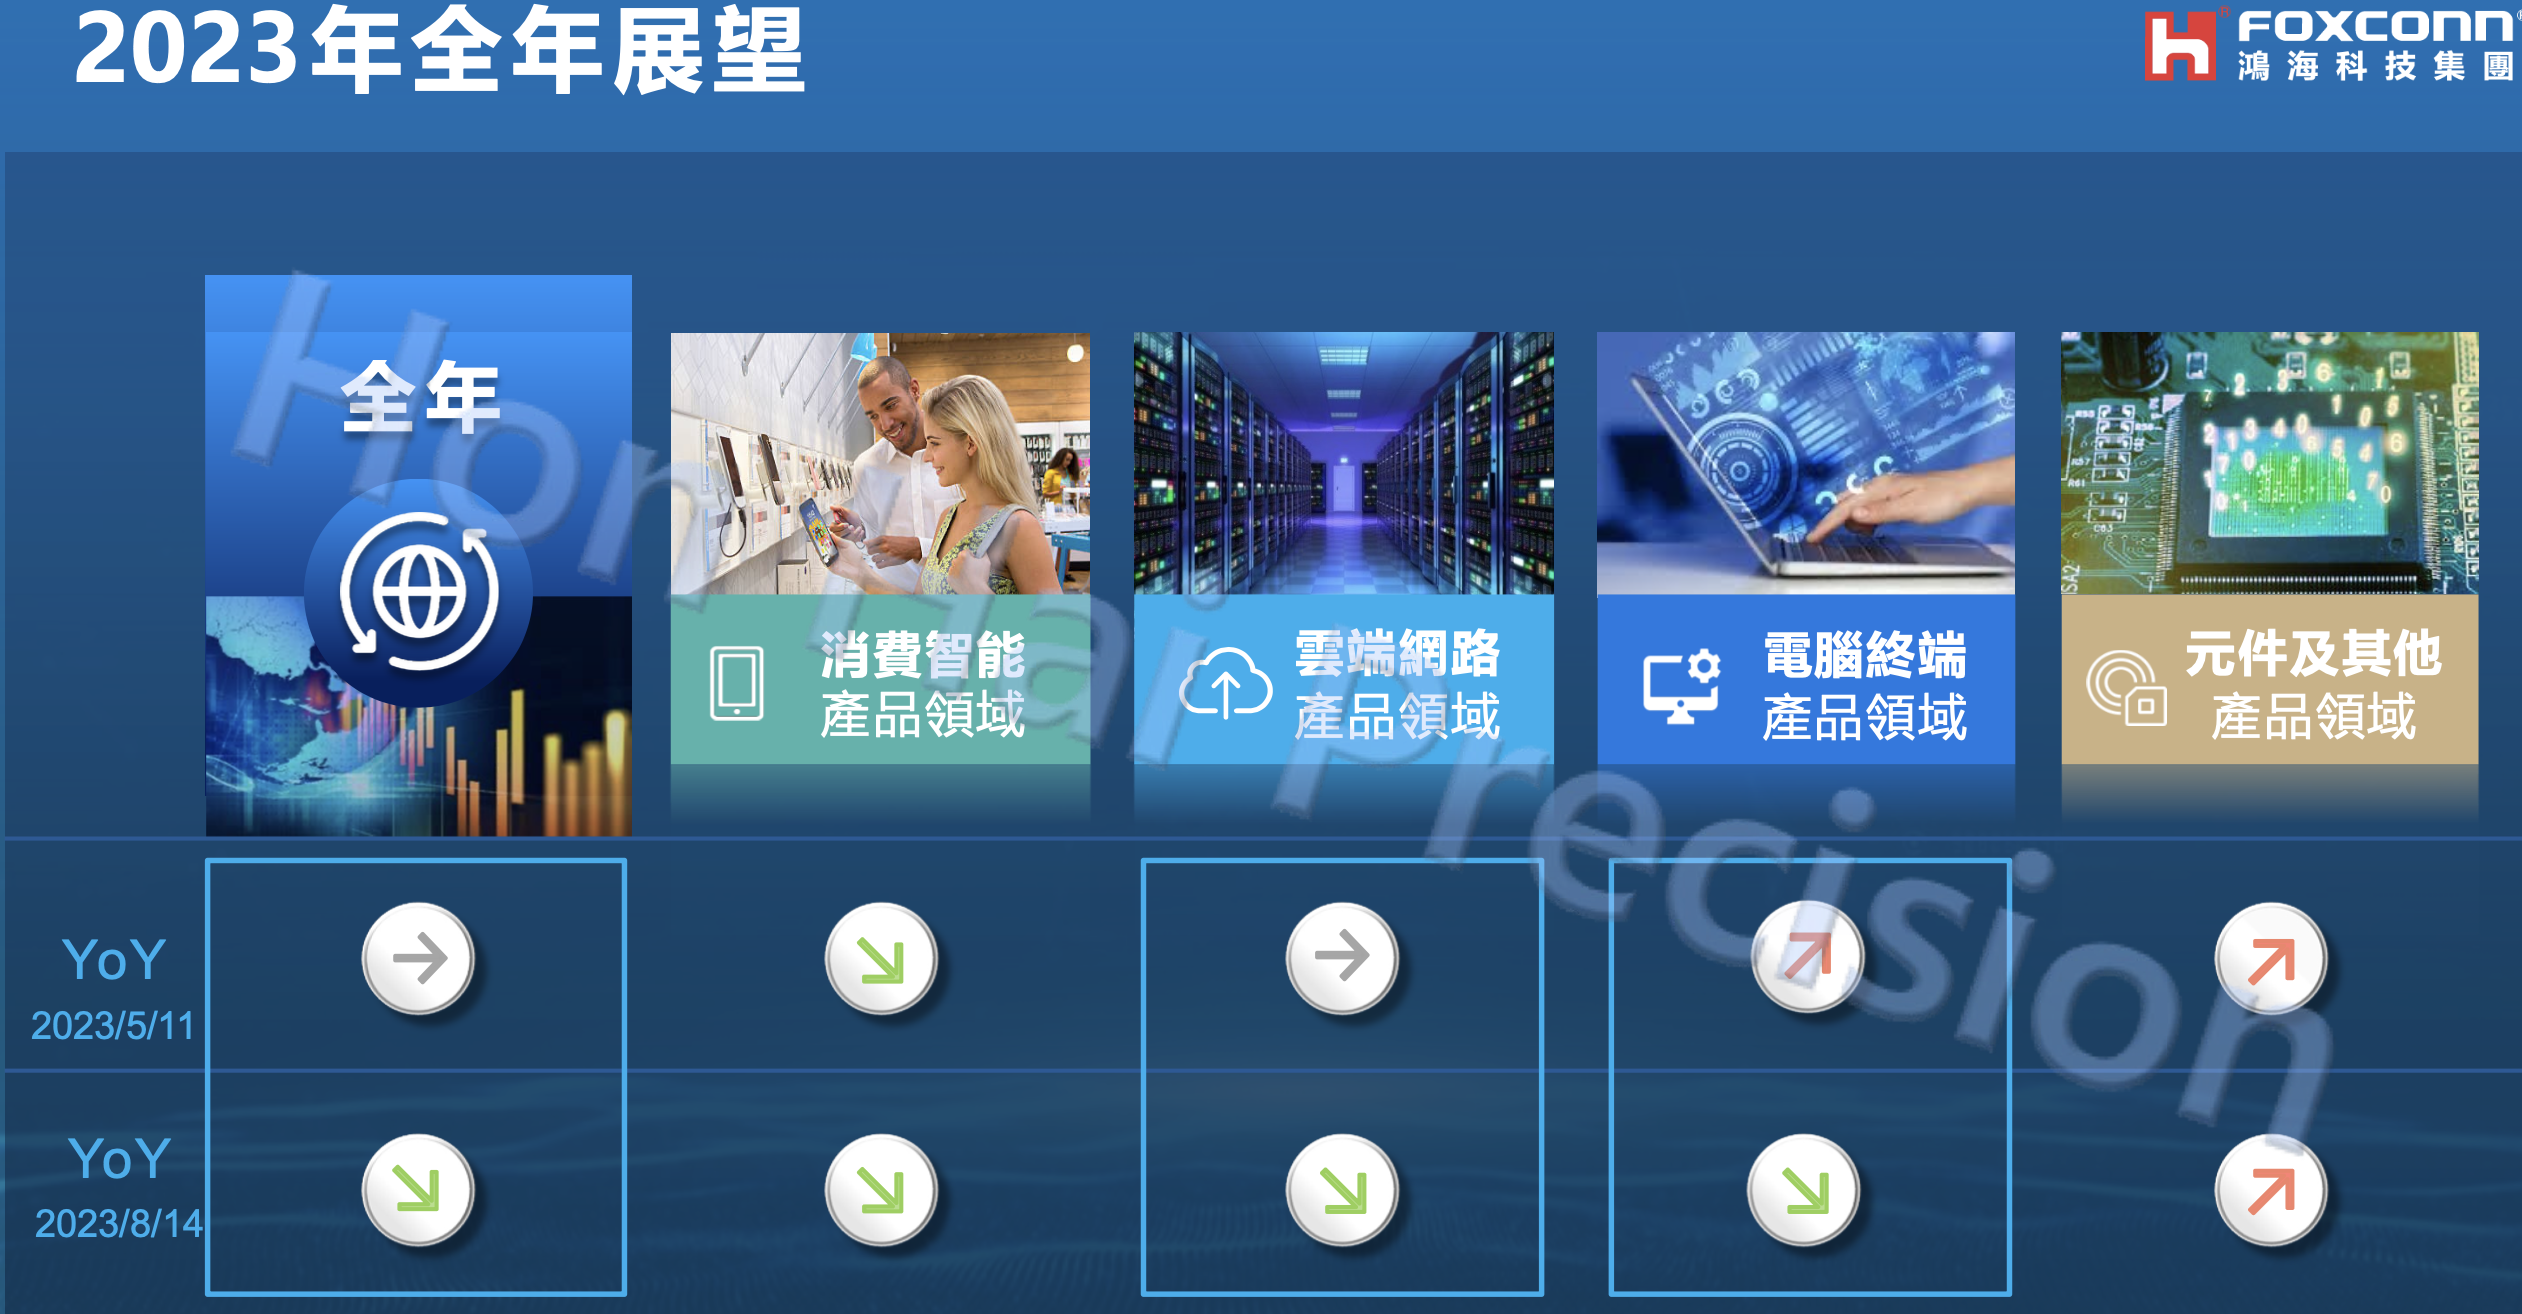 2023年全年展望
FOXCONN®
鴻海科技集團
全年
消費智能
產品領域
雲端網路
產品領域
電腦終端
產品領域
元件及其他
產品領域
YoY
2023/5/11
YoY
2023/8/14
Hon Hai Precision